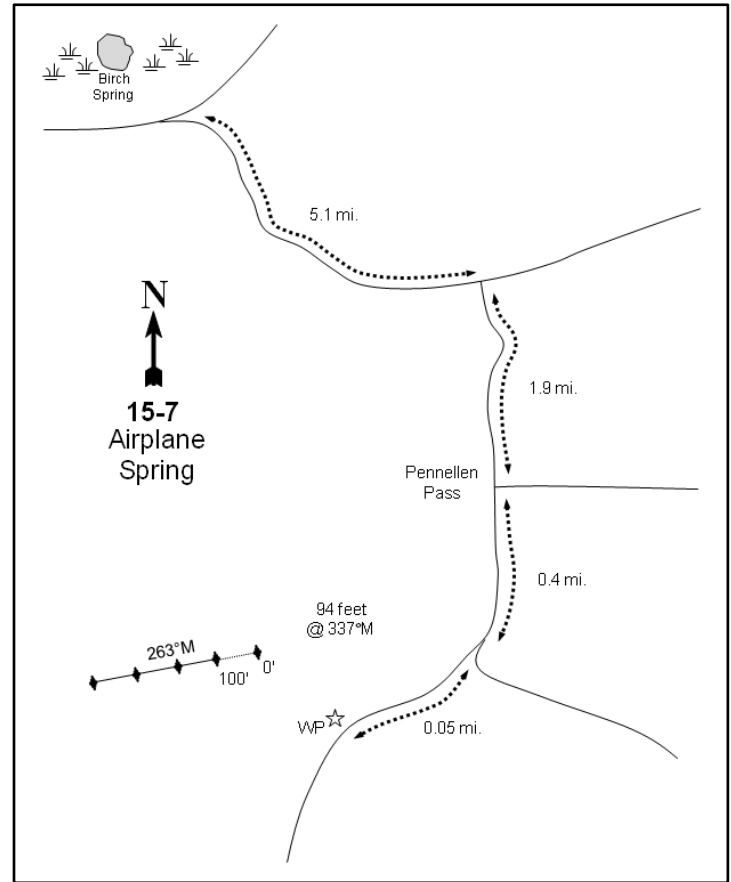 Birch
Spring
5.1 mi.
N
15-7
Airplane
Spring
1.9 mi.
Pennellen
Pass
0.4 mi.
94 feet
@ 337°M
263°M
100'
0'
WP
0.05 mi.